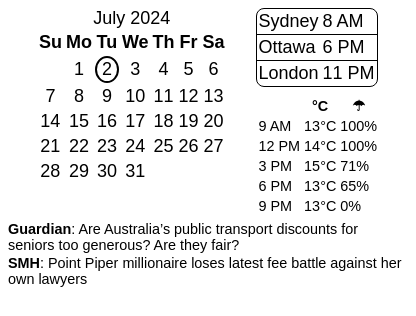 July 2024
Su Mo Tu We Th Fr Sa
1 2 3 4 5 6
7 8 9 10 11 12 13
14 15 16 17 18 19 20
21 22 23 24 25 26 27
28 29 30 31
Sydney 8 AM
Ottawa 6 PM
London 11 PM
°C ☂
9 AM 13°C 100%
12 PM 14°C 100%
3 PM 15°C 71%
6 PM 13°C 65%
9 PM 13°C 0%
Guardian: Are Australia’s public transport discounts for
seniors too generous? Are they fair?
SMH: Point Piper millionaire loses latest fee battle against her
own lawyers